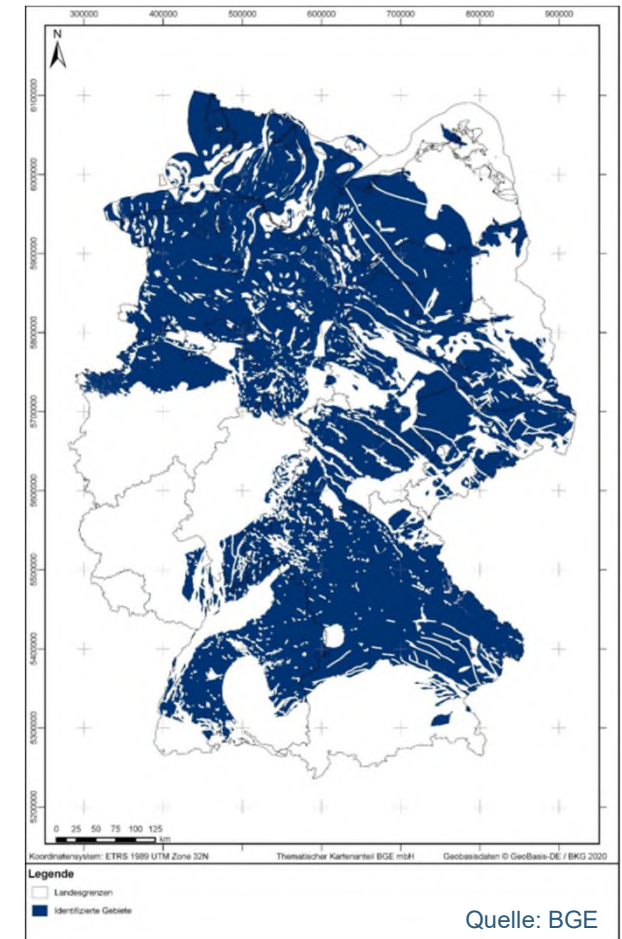 300000 400000 500000 600000 700000 800000 900000
N
6100000
6000000
5900000
5800000
5700000
5600000
5500000
5400000
5300000
5200000
0 25 50 75 100 125
km
Koordinatensystem: ETRS 1989 UTM Zone 32N Thematischer Kartenanteil BGE mbH Geobasisdaten © GeoBasis-DE / BKG 2020
Legende
Landesgrenzen
Identifizierte Gebiete
Quelle: BGE